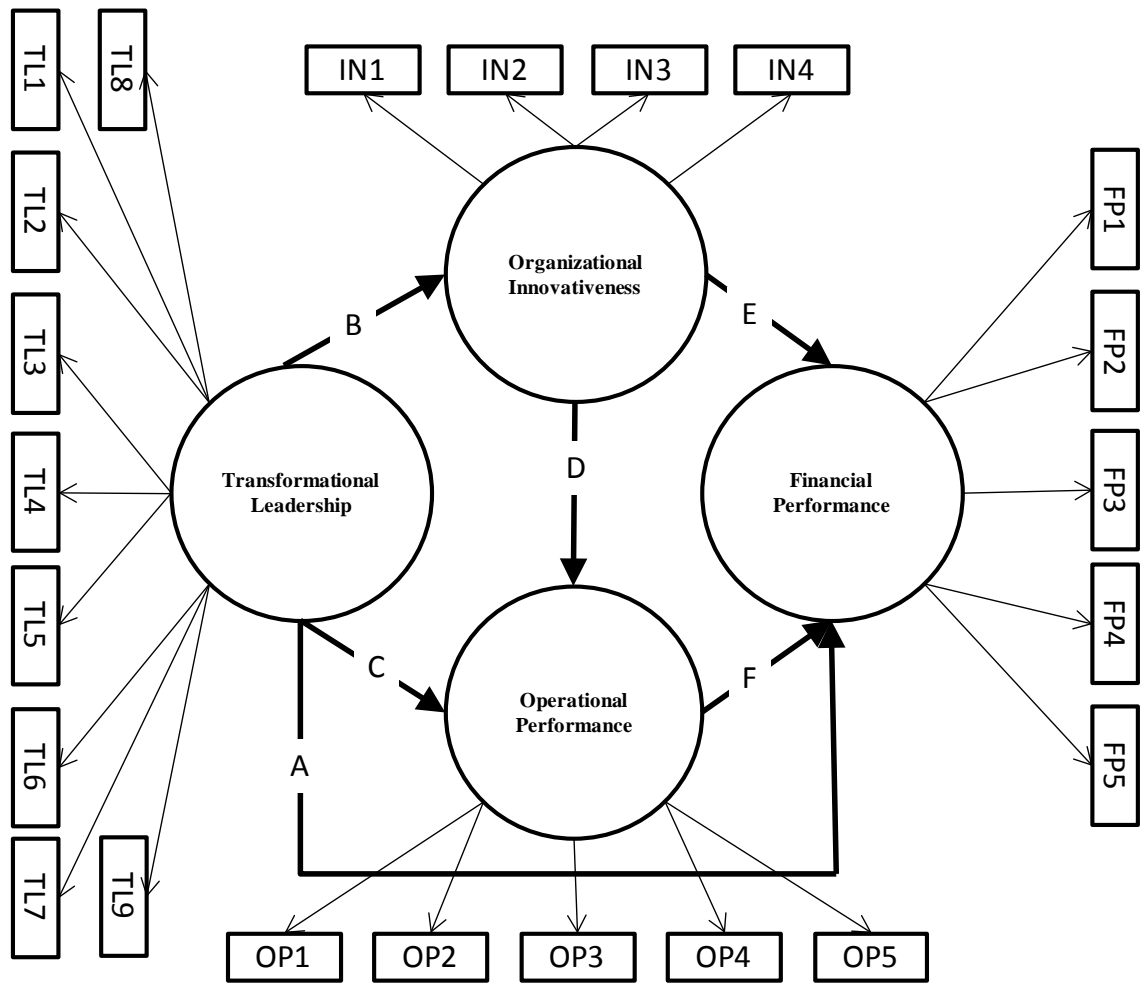 TL1
TL8
IN1
IN2
IN3
IN4
TL2
FP1
Organizational
Innovativeness
B
E
TL3
FP2
D
Transformational
Leadership
Financial
Performance
TL4
FP3
TL5
FP4
C
F
Operational
Performance
A
TL6
FP5
TL7
TL9
OP1
OP2
OP3
OP4
OP5